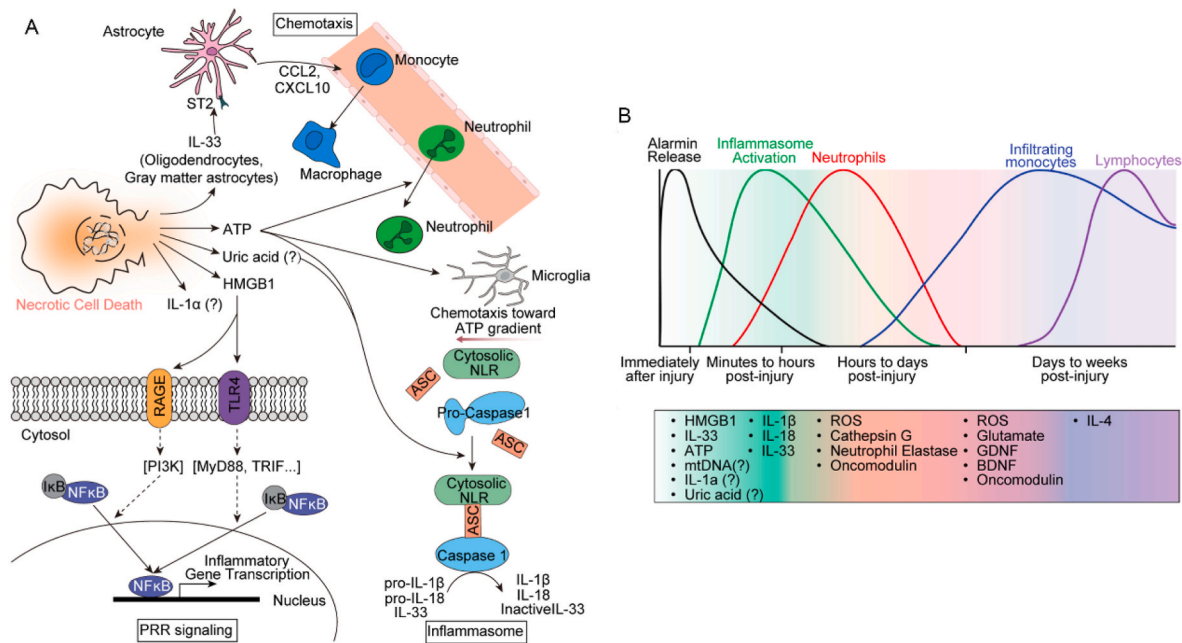 A
Astrocyte
Chemotaxis
CCL2,
CXCL10
Monocyte
ST2
IL-33
(Oligodendrocytes,
Gray matter astrocytes)
Macrophage
Neutrophil
Neutrophil
ATP
Uric acid (?)
HMGB1
IL-1α (?)
Necrotic Cell Death
Microglia
Chemotaxis toward
ATP gradient
Cytosolic
NLR
ASC
Pro-Caspase1
ASC
RAGE
TLR4
Cytosol
[PI3K]
[MyD88, TRIF...]
IκB
NFκB
IκB
NFκB
Cytosolic
NLR
ASC
Caspase 1
Inflammatory
Gene Transcription
NFκB
Nucleus
pro-IL-1β
pro-IL-18
IL-33
IL-1β
IL-18
InactiveIL-33
PRR signaling
Inflammasome
B
Alarmin
Release
Inflammasome
Activation
Neutrophils
Infiltrating
monocytes
Lymphocytes
Immediately
after injury
Minutes to hours
post-injury
Hours to days
post-injury
Days to weeks
post-injury
• HMGB1
• IL-33
• ATP
• mtDNA(?)
• IL-1a (?)
• Uric acid (?)
• IL-1β
• IL-18
• IL-33
• ROS
• Cathepsin G
• Neutrophil Elastase
• Oncomodulin
• ROS
• Glutamate
• GDNF
• BDNF
• Oncomodulin
• IL-4